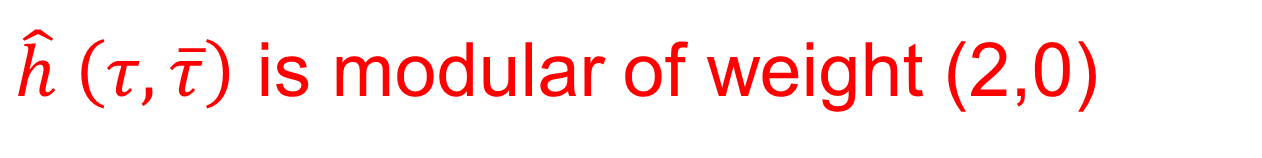 ĥ (τ, τ̄) is modular of weight (2,0)